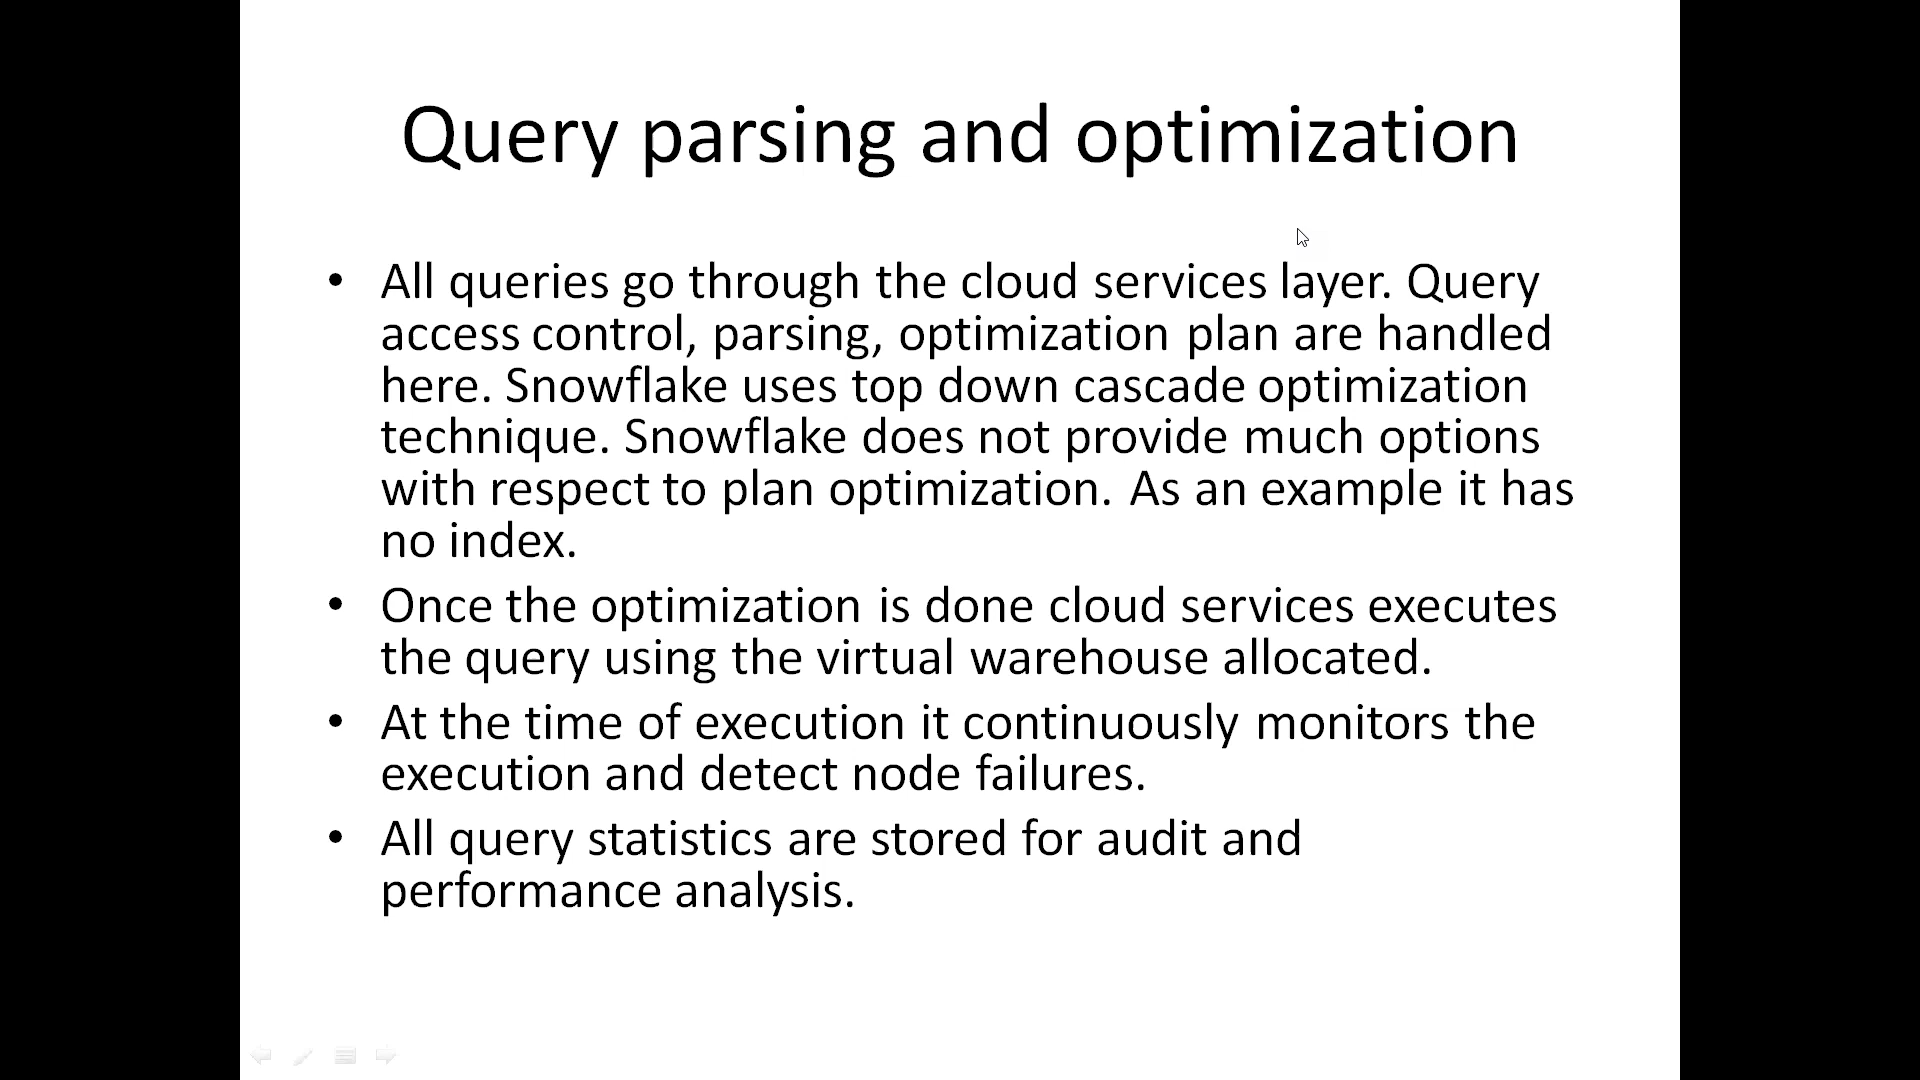 Query parsing and optimization
• All queries go through the cloud services layer. Query
access control, parsing, optimization plan are handled
here. Snowflake uses top down cascade optimization
technique. Snowflake does not provide much options
with respect to plan optimization. As an example it has
no index.
• Once the optimization is done cloud services executes
the query using the virtual warehouse allocated.
• At the time of execution it continuously monitors the
execution and detect node failures.
• All query statistics are stored for audit and
performance analysis.